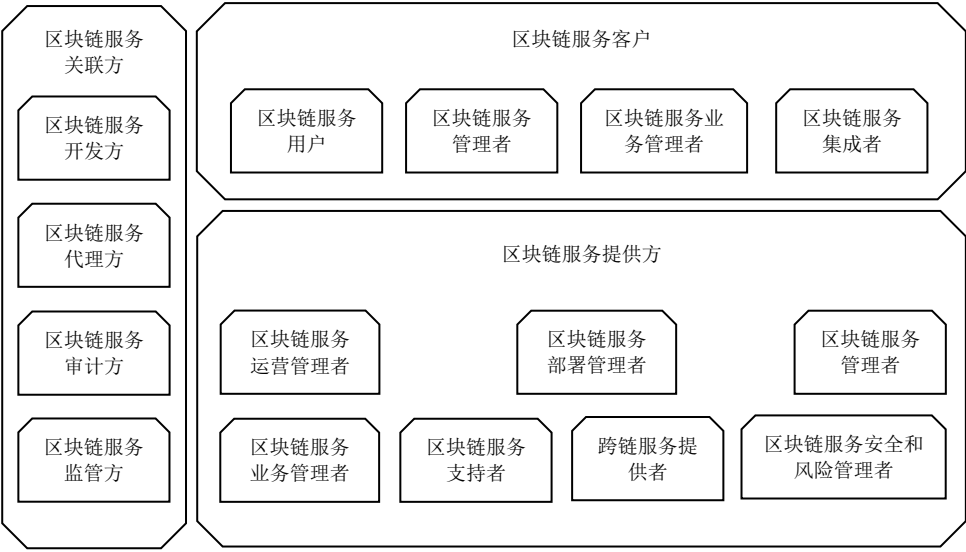 区块链服务
关联方
区块链服务
开发方
区块链服务
代理方
区块链服务
审计方
区块链服务
监管方
区块链服务客户
区块链服务
用户
区块链服务
管理者
区块链服务业
务管理者
区块链服务
集成者
区块链服务提供方
区块链服务
运营管理者
区块链服务
部署管理者
区块链服务
管理者
区块链服务
业务管理者
区块链服务
支持者
跨链服务提
供者
区块链服务安全和
风险管理者